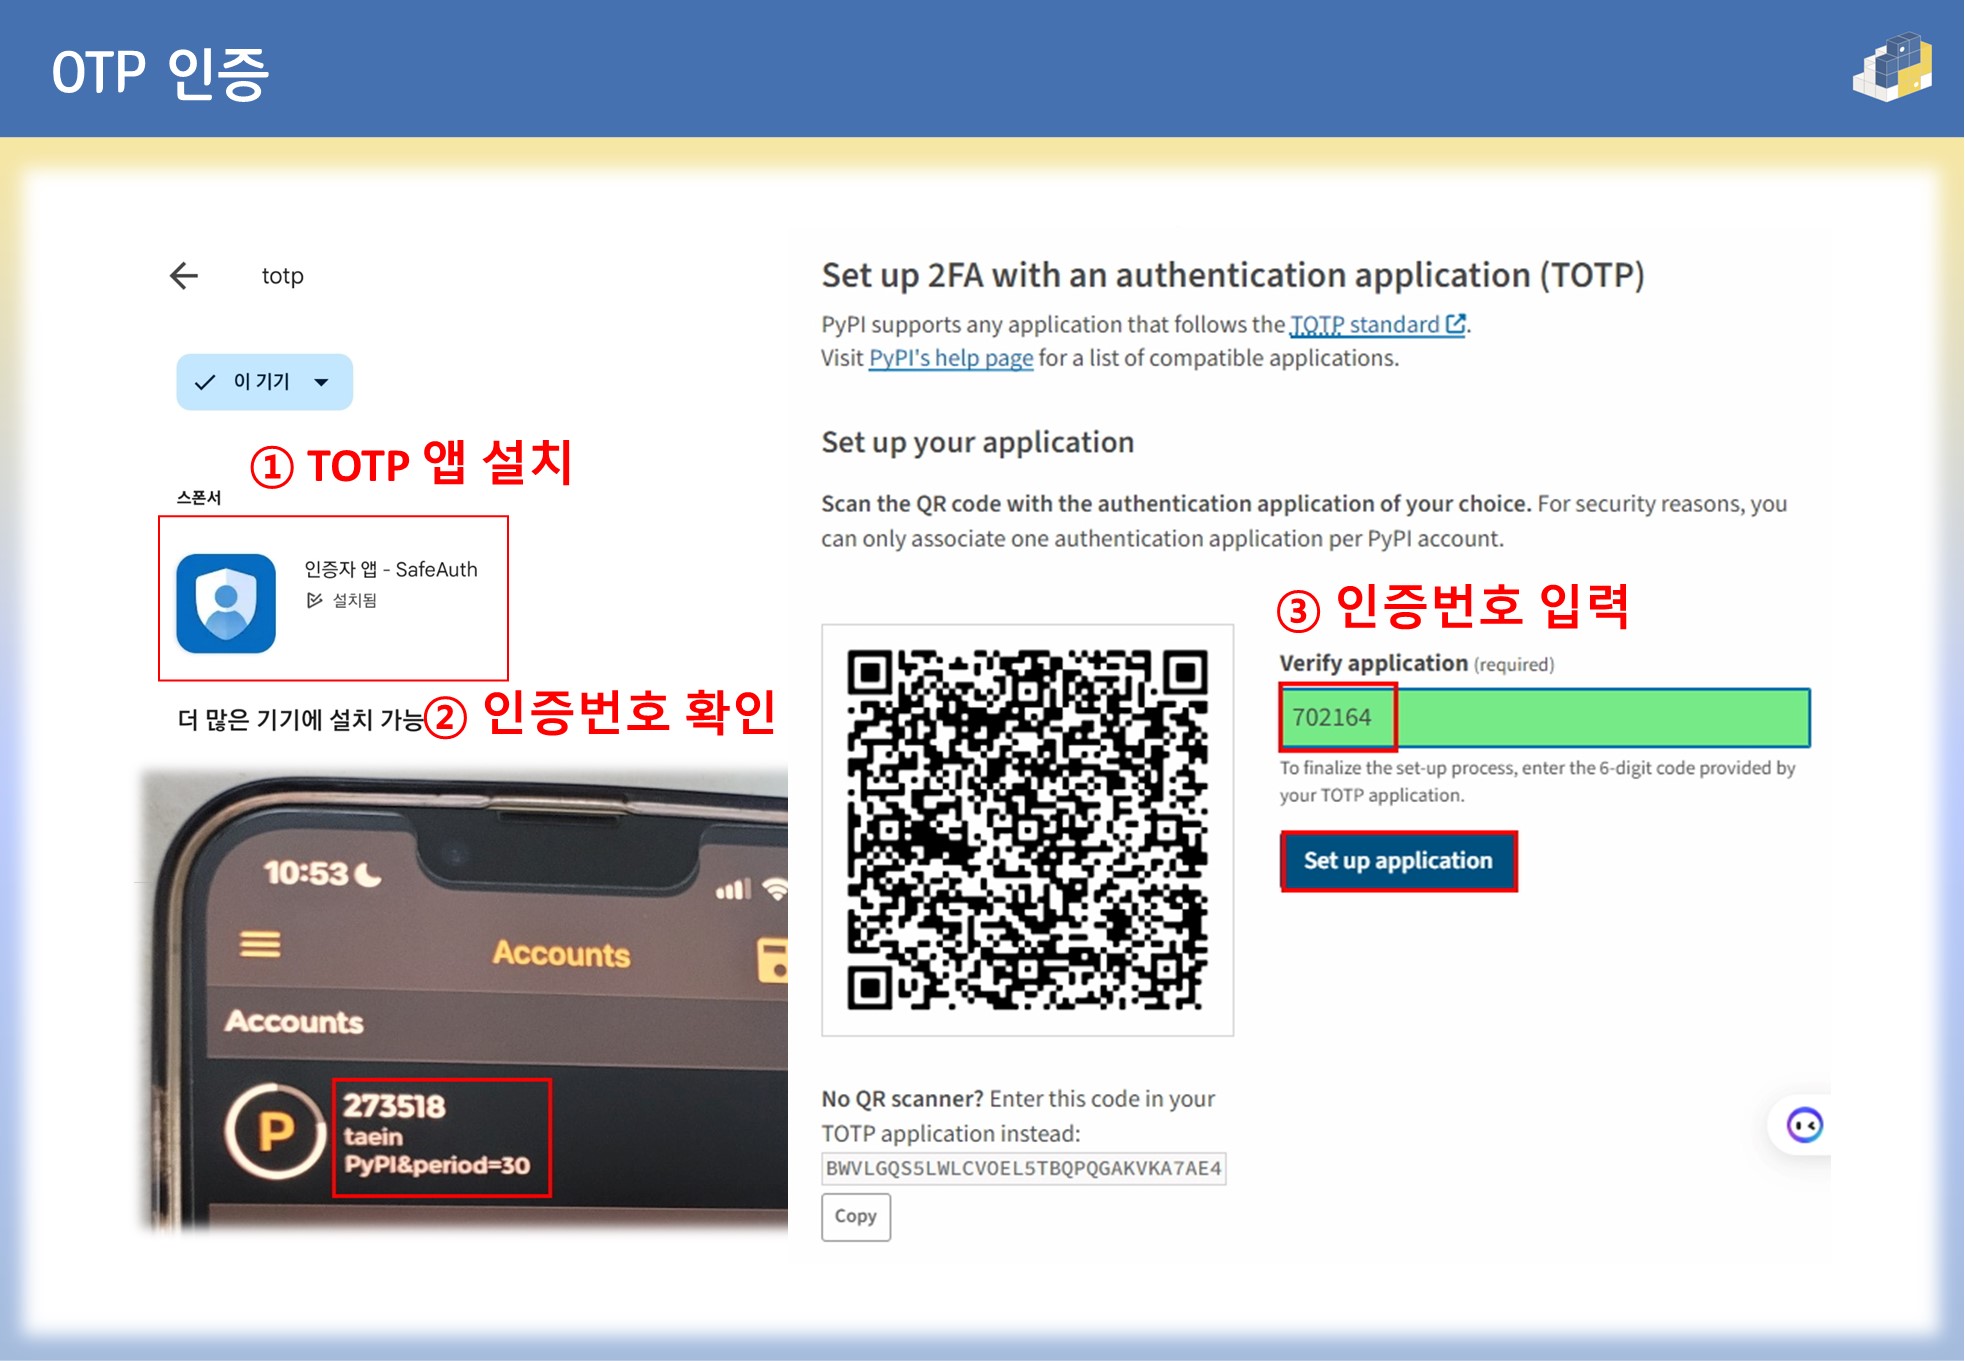 OTP 인증
totp
이 기기
① TOTP 앱 설치
스폰서
인증자 앱 - SafeAuth
설치됨
더 많은 기기에 설치 가능
② 인증번호 확인
10:53
Accounts
Accounts
P
273518
taein
PyPI&period=30
Set up 2FA with an authentication application (TOTP)
PyPI supports any application that follows the TOTP standard.
Visit PyPI's help page for a list of compatible applications.
Set up your application
Scan the QR code with the authentication application of your choice. For security reasons, you
can only associate one authentication application per PyPI account.
③ 인증번호 입력
Verify application (required)
702164
To finalize the set-up process, enter the 6-digit code provided by
your TOTP application.
Set up application
No QR scanner? Enter this code in your
TOTP application instead:
BWVLGQS5LWLCVOEL5TBQPQGAKVKA7AE4
Copy